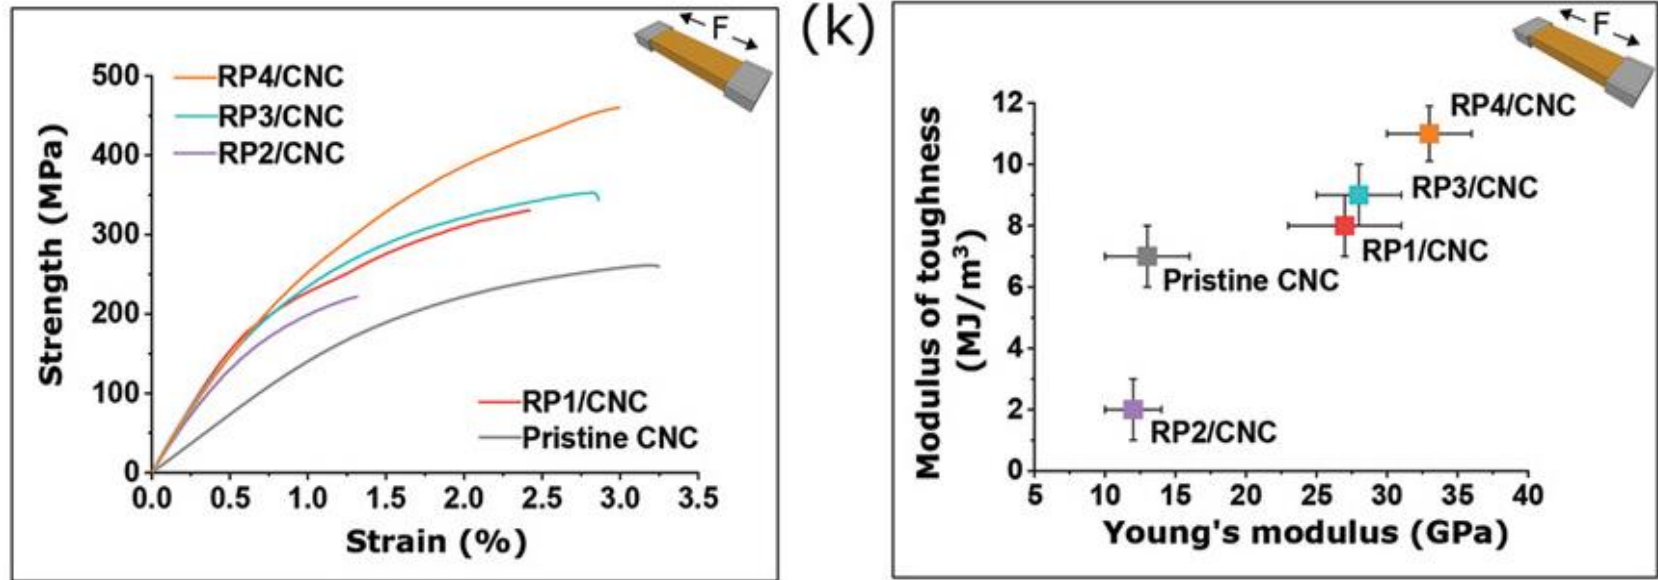 F
500
400
300
200
100
0
Strength (MPa)
RP4/CNC
RP3/CNC
RP2/CNC
RP1/CNC
Pristine CNC
0.0 0.5 1.0 1.5 2.0 2.5 3.0 3.5
Strain (%)
(k)
F
12
10
8
6
4
2
0
Modulus of toughness
(MJ/m³)
RP4/CNC
RP3/CNC
RP1/CNC
Pristine CNC
RP2/CNC
5 10 15 20 25 30 35 40
Young's modulus (GPa)